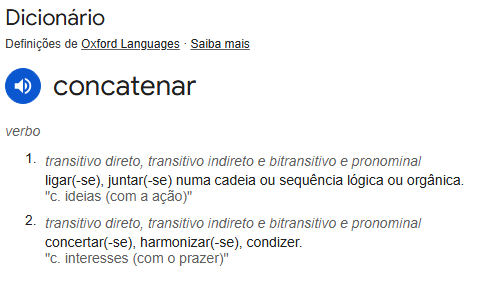 Dicionário
Definições de Oxford Languages · Saiba mais
concatenar
verbo
1. transitivo direto, transitivo indireto e bitransitivo e pronominal
ligar(-se), juntar(-se) numa cadeia ou sequência lógica ou orgânica.
"c. ideias (com a ação)"
2. transitivo direto, transitivo indireto e bitransitivo e pronominal
concertar(-se), harmonizar(-se), condizer.
"c. interesses (com o prazer)"